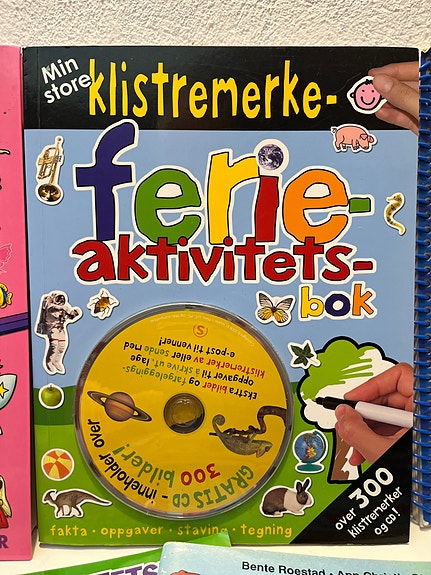 Min
store
klistremerke-
ferie-
aktivitets-
bok
GRATIS CD - inneholder over
300 bilder!
Ekstra bilder og fargeleggings-
oppgaver til å skrive ut, lage
klistremerker av eller sende med
e-post til venner!
over 300
klistremerker
og cd!
fakta · oppgaver · staving · tegning
Bente Roestad · Ann Christin